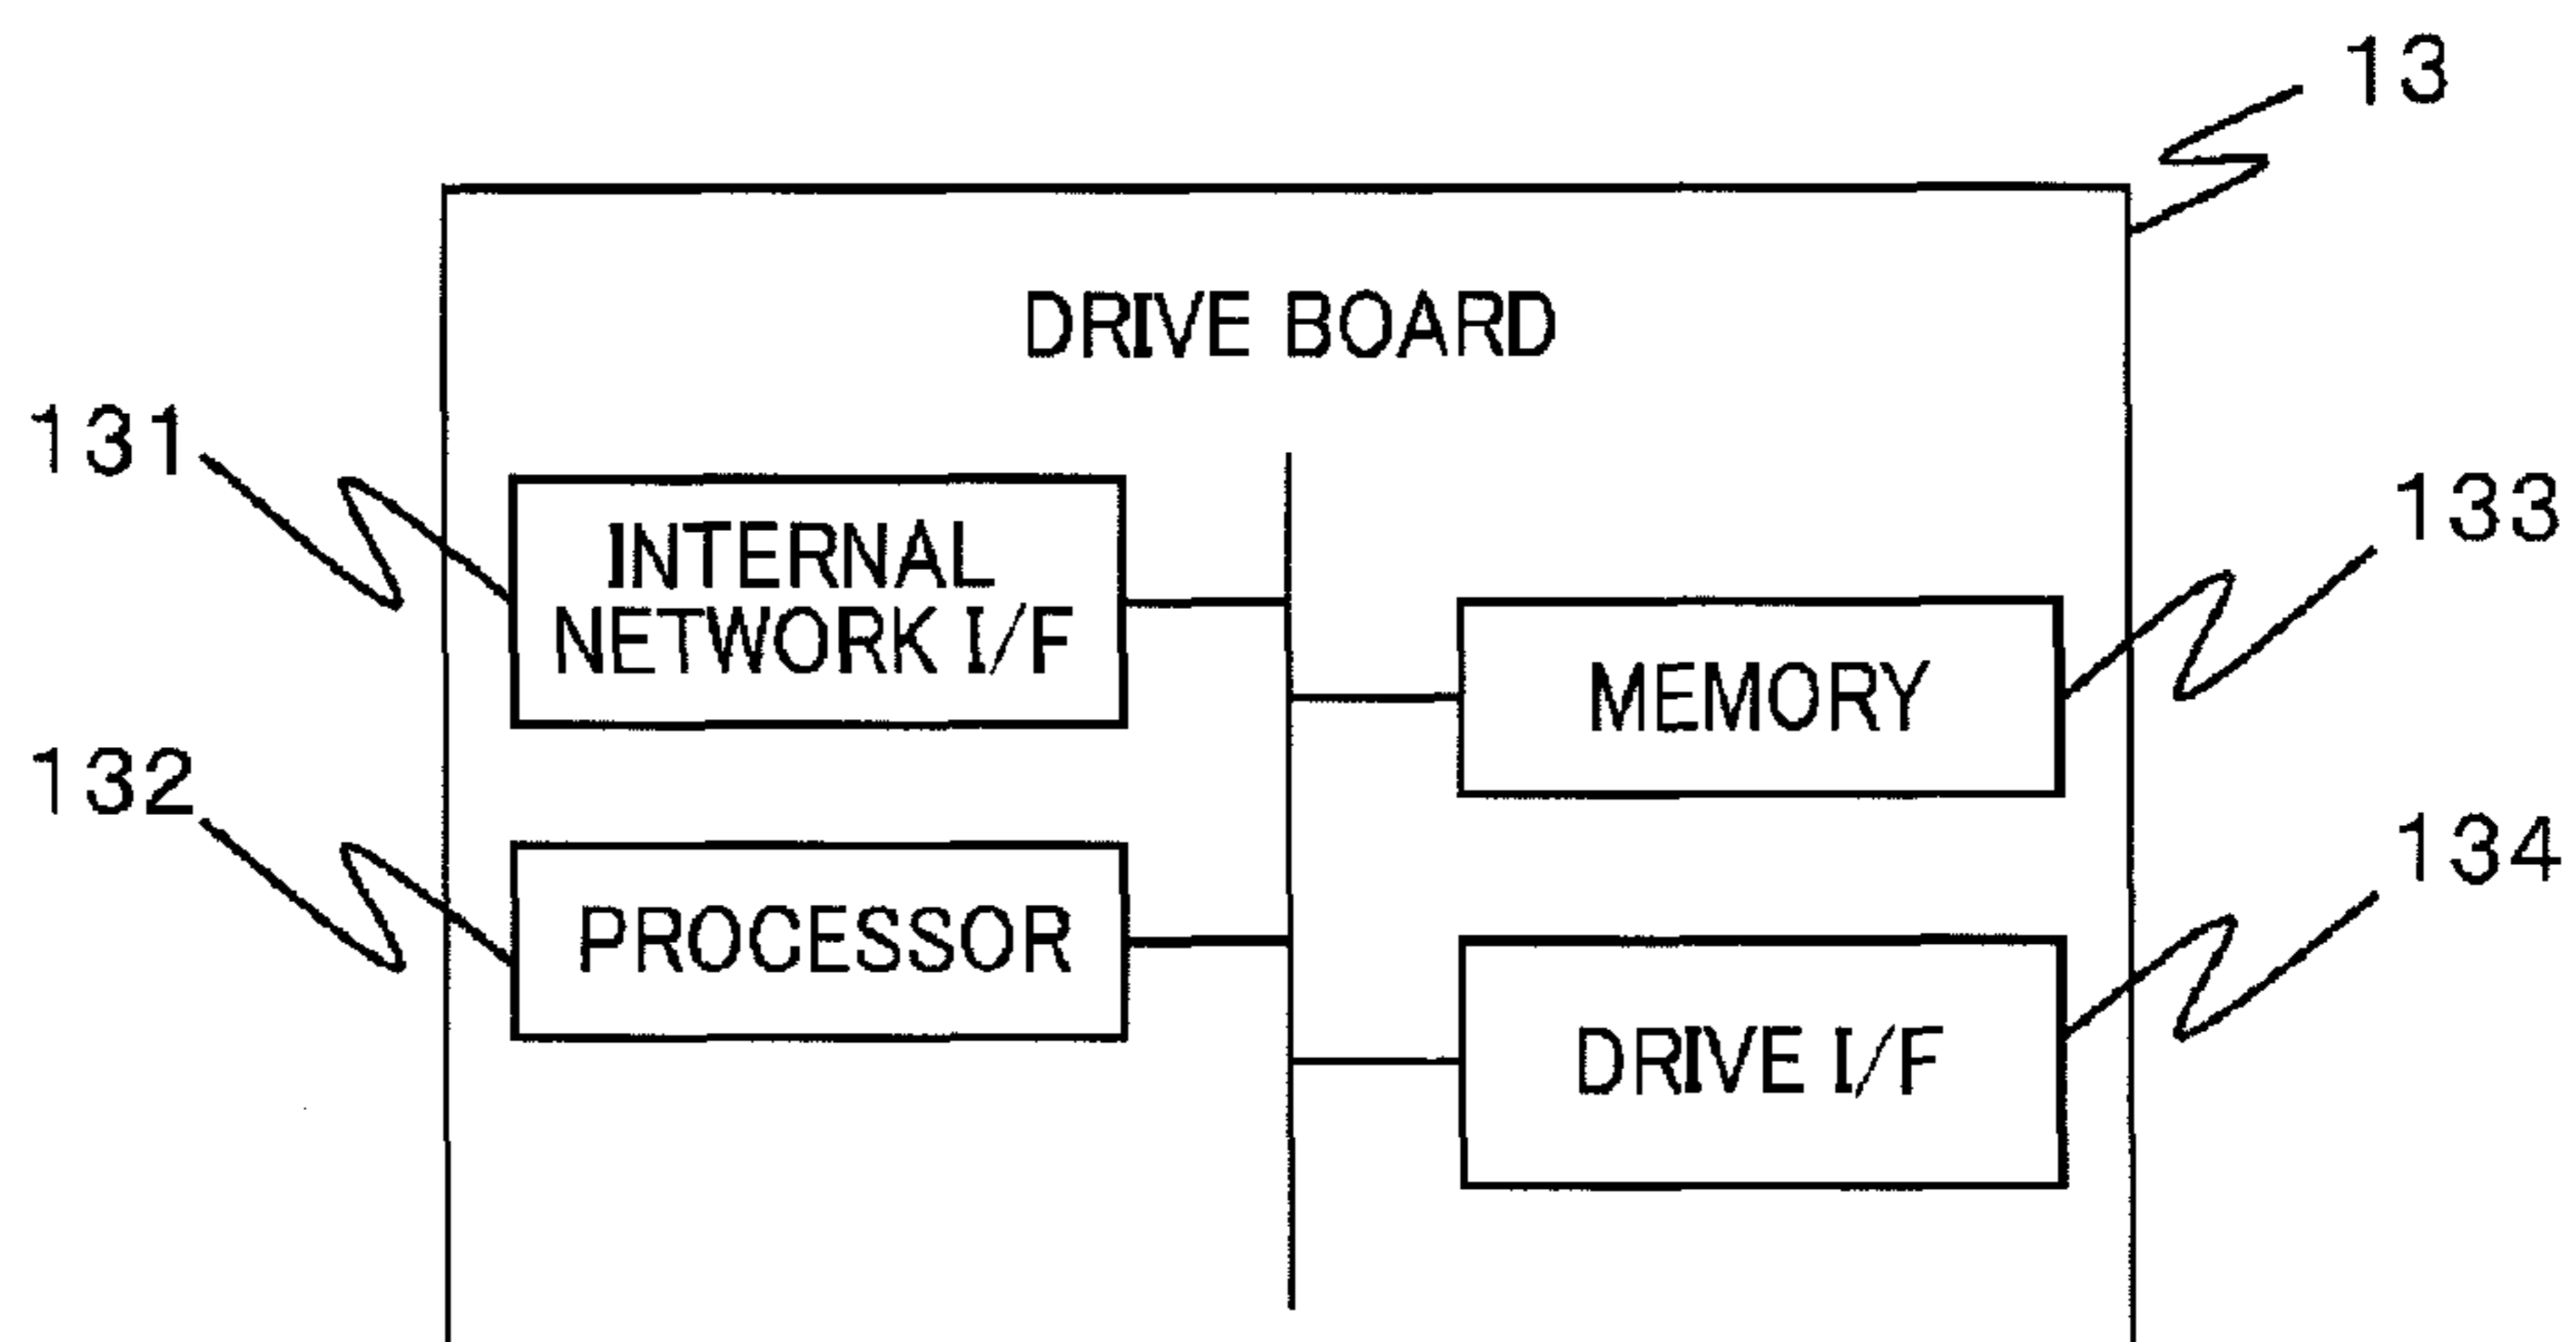 13
DRIVE BOARD
131
INTERNAL
NETWORK I/F
133
MEMORY
132
PROCESSOR
134
DRIVE I/F